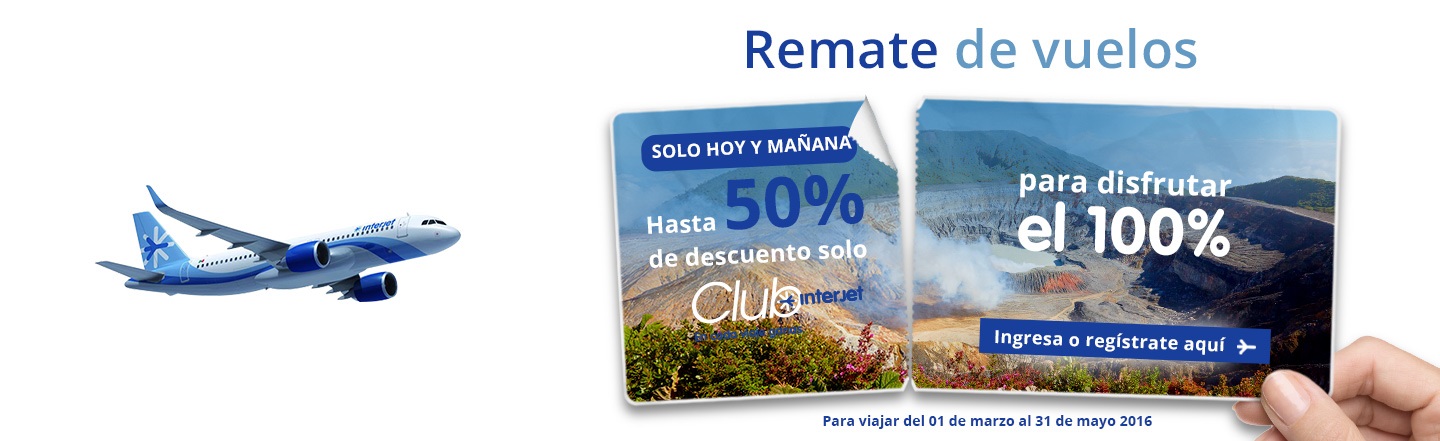 Remate de vuelos
SOLO HOY Y MAÑANA
Hasta 50%
de descuento solo
Club interjet
para disfrutar
el 100%
Ingresa o regístrate aquí
Para viajar del 01 de marzo al 31 de mayo 2016
interjet